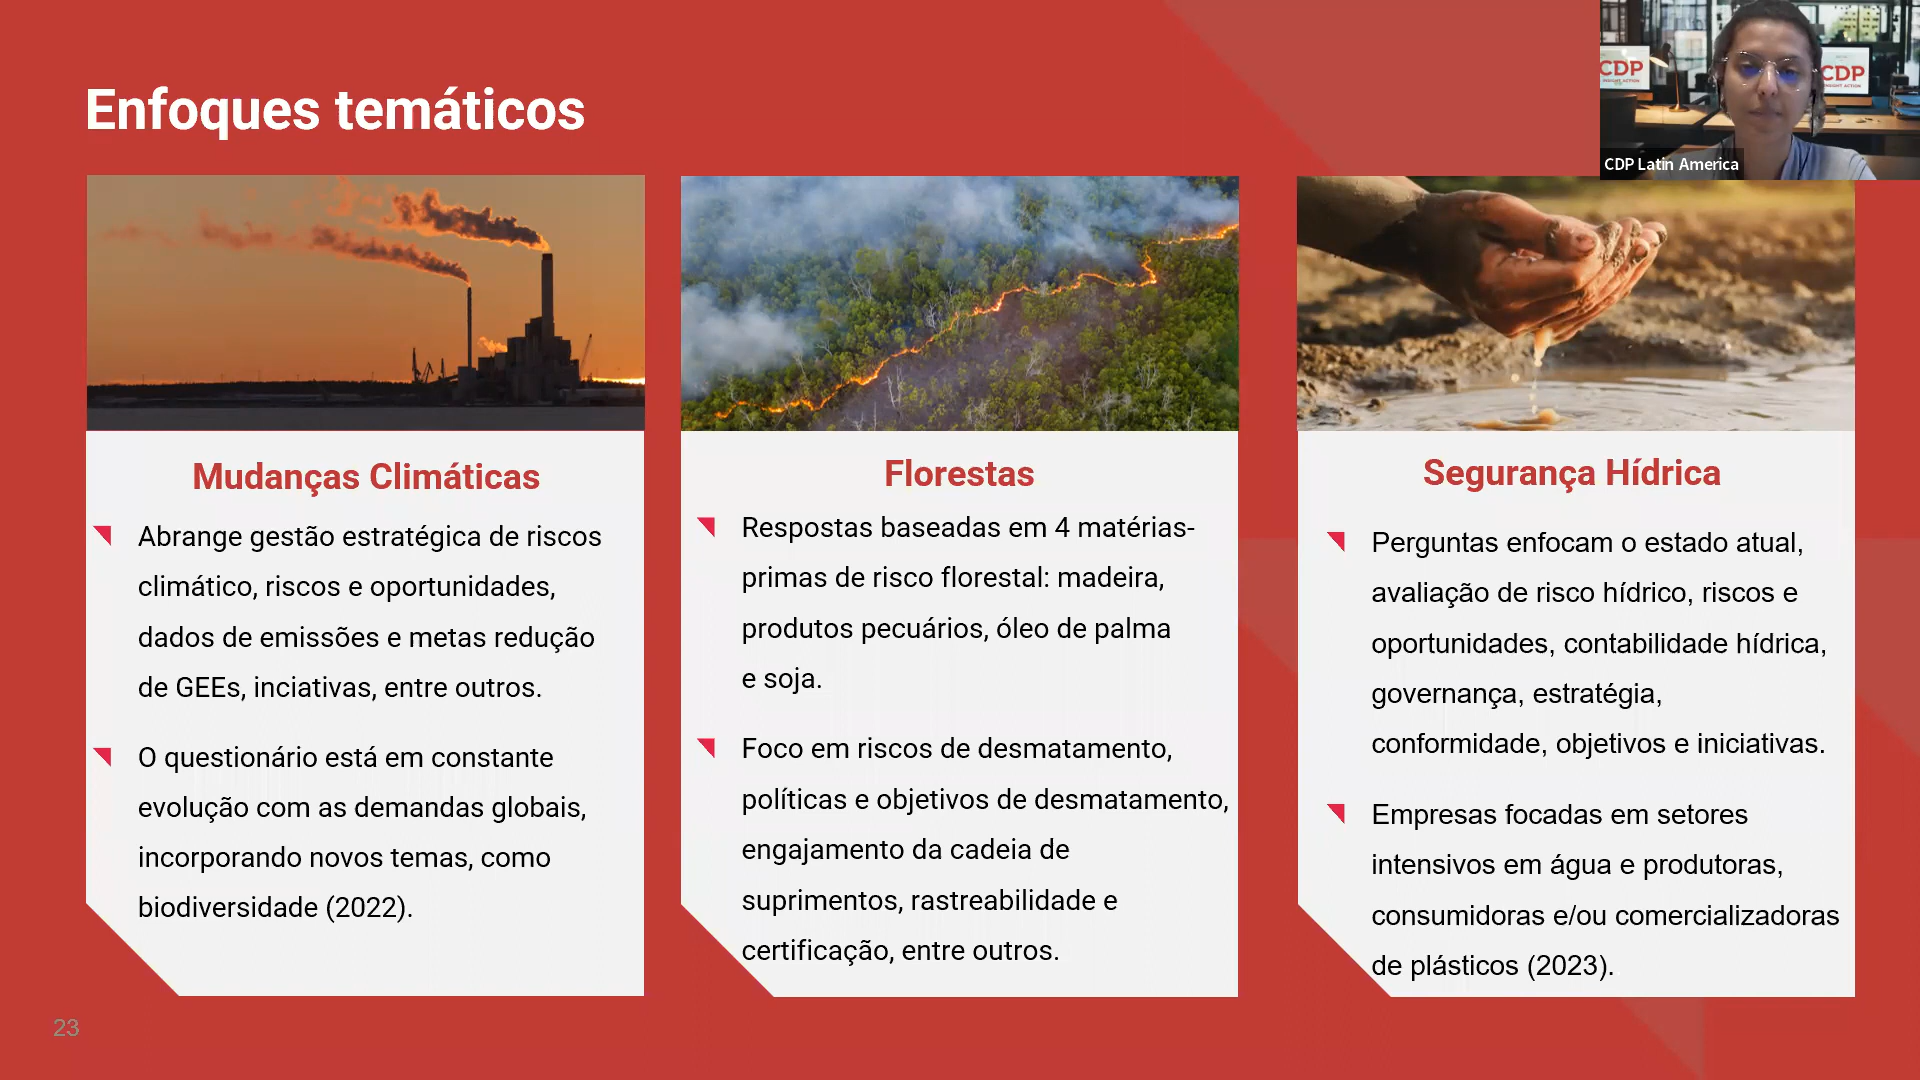 Enfoques temáticos
CDP
INSIGHT ACTION
CDP
INSIGHT ACTION
CDP Latin America
Mudanças Climáticas
Abrange gestão estratégica de riscos
climático, riscos e oportunidades,
dados de emissões e metas redução
de GEEs, inciativas, entre outros.
O questionário está em constante
evolução com as demandas globais,
incorporando novos temas, como
biodiversidade (2022).
Florestas
Respostas baseadas em 4 matérias-
primas de risco florestal: madeira,
produtos pecuários, óleo de palma
e soja.
Foco em riscos de desmatamento,
políticas e objetivos de desmatamento,
engajamento da cadeia de
suprimentos, rastreabilidade e
certificação, entre outros.
Segurança Hídrica
Perguntas enfocam o estado atual,
avaliação de risco hídrico, riscos e
oportunidades, contabilidade hídrica,
governança, estratégia,
conformidade, objetivos e iniciativas.
Empresas focadas em setores
intensivos em água e produtoras,
consumidoras e/ou comercializadoras
de plásticos (2023).
23